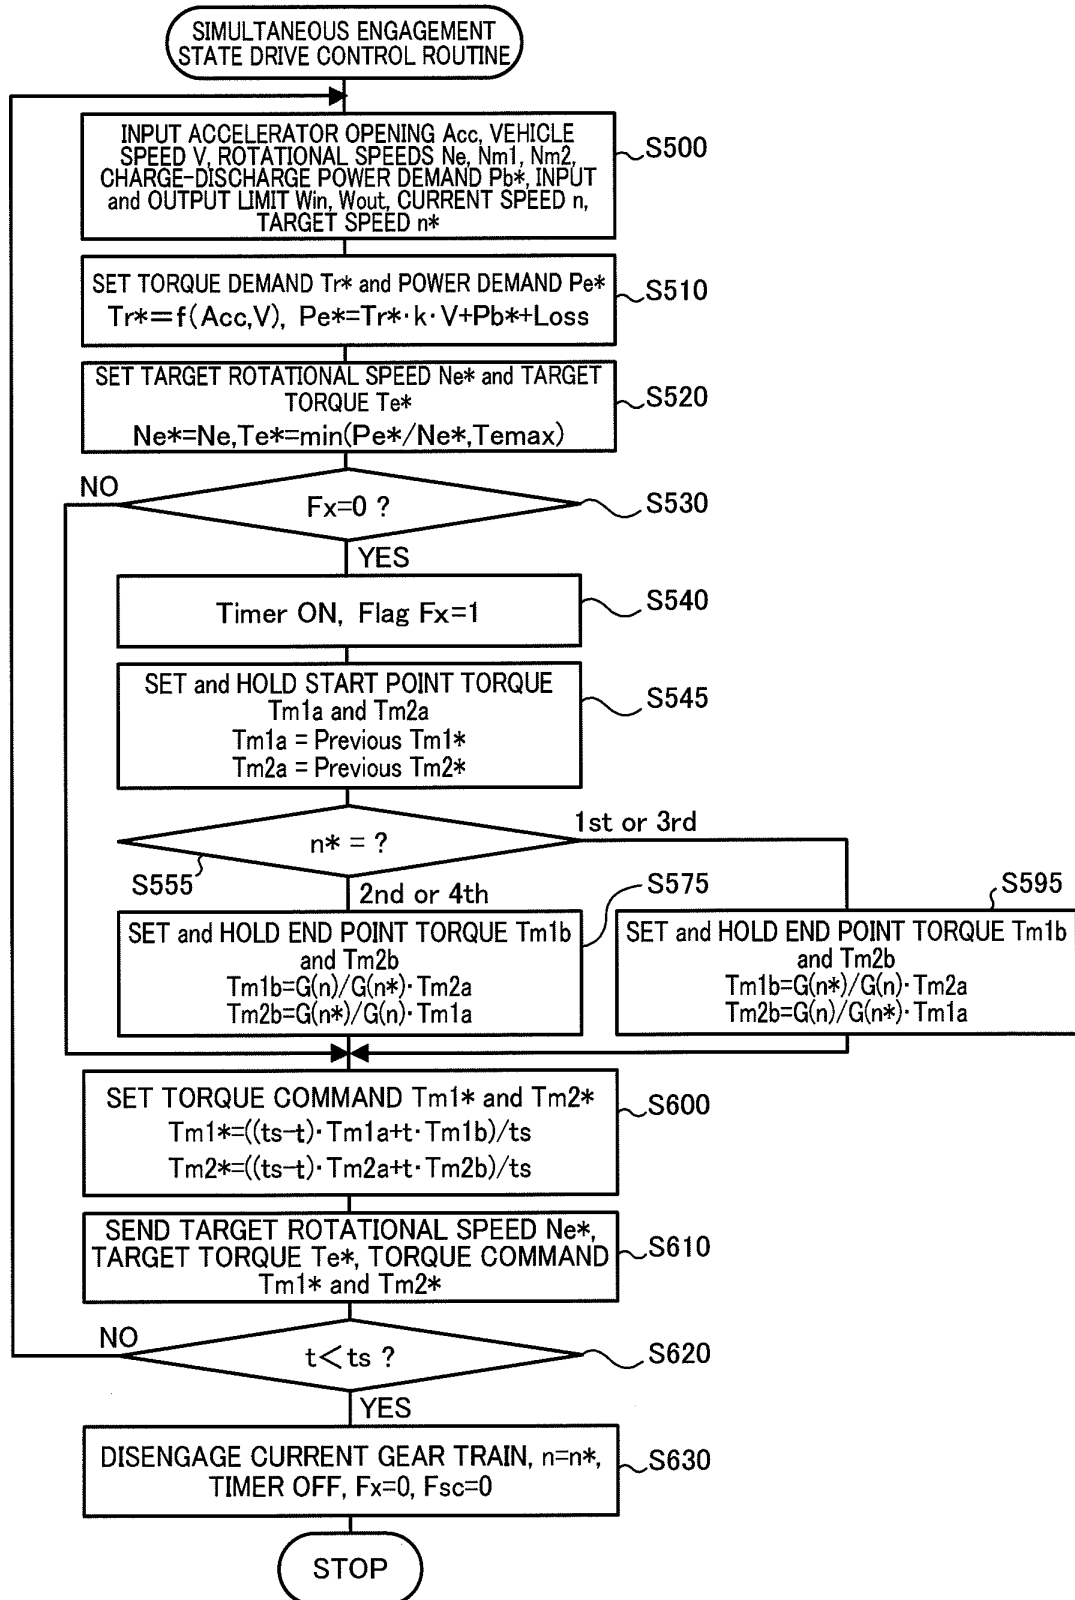 SIMULTANEOUS ENGAGEMENT
STATE DRIVE CONTROL ROUTINE
INPUT ACCELERATOR OPENING Acc, VEHICLE
SPEED V, ROTATIONAL SPEEDS Ne, Nm1, Nm2,
CHARGE-DISCHARGE POWER DEMAND Pb*, INPUT
and OUTPUT LIMIT Win, Wout, CURRENT SPEED n,
TARGET SPEED n*
S500
SET TORQUE DEMAND Tr* and POWER DEMAND Pe*
Tr*=f(Acc,V), Pe*=Tr*·k·V+Pb*+Loss
S510
SET TARGET ROTATIONAL SPEED Ne* and TARGET
TORQUE Te*
Ne*=Ne,Te*=min(Pe*/Ne*,Temax)
S520
NO
Fx=0 ?
S530
YES
Timer ON, Flag Fx=1
S540
SET and HOLD START POINT TORQUE
Tm1a and Tm2a
Tm1a = Previous Tm1*
Tm2a = Previous Tm2*
S545
n* = ?
1st or 3rd
S555
2nd or 4th
S575
S595
SET and HOLD END POINT TORQUE Tm1b
and Tm2b
Tm1b=G(n)/G(n*)·Tm2a
Tm2b=G(n*)/G(n)·Tm1a
SET and HOLD END POINT TORQUE Tm1b
and Tm2b
Tm1b=G(n*)/G(n)·Tm2a
Tm2b=G(n)/G(n*)·Tm1a
SET TORQUE COMMAND Tm1* and Tm2*
Tm1*=((ts-t)·Tm1a+t·Tm1b)/ts
Tm2*=((ts-t)·Tm2a+t·Tm2b)/ts
S600
SEND TARGET ROTATIONAL SPEED Ne*,
TARGET TORQUE Te*, TORQUE COMMAND
Tm1* and Tm2*
S610
NO
t<ts ?
S620
YES
DISENGAGE CURRENT GEAR TRAIN, n=n*,
TIMER OFF, Fx=0, Fsc=0
S630
STOP